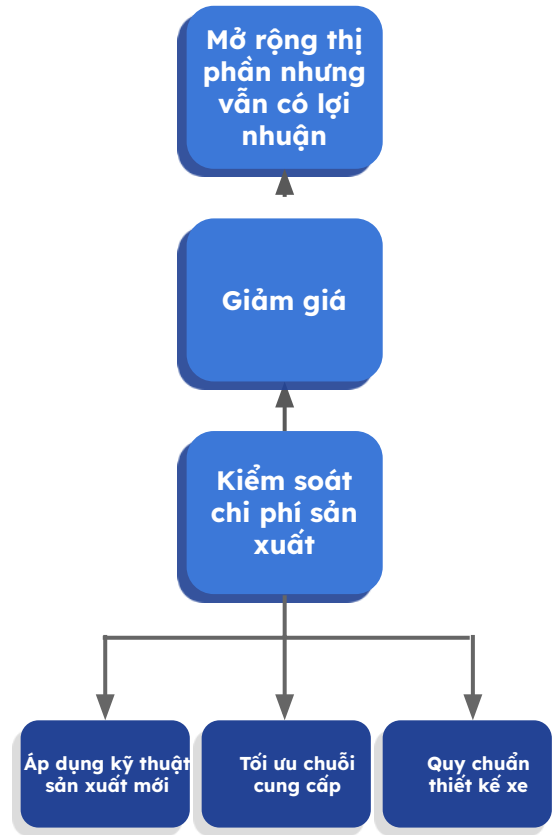 Mở rộng thị
phần nhưng
vẫn có lợi
nhuận
Giảm giá
Kiểm soát
chi phí sản
xuất
Áp dụng kỹ thuật
sản xuất mới
Tối ưu chuỗi
cung cấp
Quy chuẩn
thiết kế xe